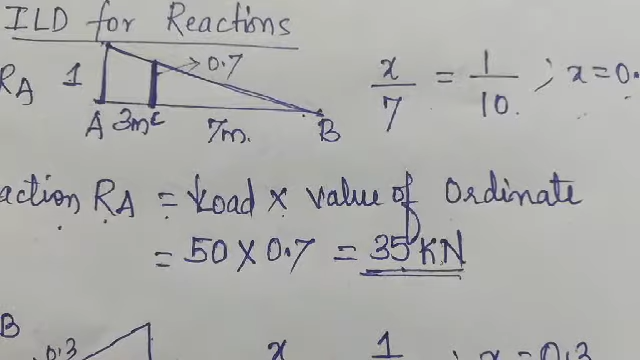 ILD for Reactions
RA 1 0.7 x/7 = 1/10 ; x=0.
A 3m C 7m B
action RA = Load x value of Ordinate
= 50 x 0.7 = 35 KN
B 0.3 x 1 ; x=0.3